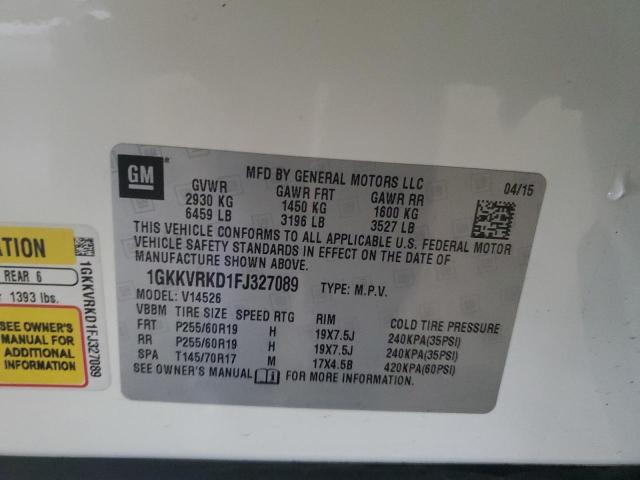 GM
MFD BY GENERAL MOTORS LLC
04/15
GVWR GAWR FRT GAWR RR
2930 KG 1450 KG 1600 KG
6459 LB 3196 LB 3527 LB
THIS VEHICLE CONFORMS TO ALL APPLICABLE U.S. FEDERAL MOTOR
VEHICLE SAFETY STANDARDS IN EFFECT ON THE DATE OF
MANUFACTURE SHOWN ABOVE.
1GKKVRKD1FJ327089 TYPE: M.P.V.
MODEL: V14526
VBBM TIRE SIZE SPEED RTG RIM COLD TIRE PRESSURE
FRT P255/60R19 H 19X7.5J 240KPA(35PSI)
RR P255/60R19 H 19X7.5J 240KPA(35PSI)
SPA T145/70R17 M 17X4.5B 420KPA(60PSI)
SEE OWNER'S MANUAL FOR MORE INFORMATION.
ATION
REAR 6
1393 lbs.
SEE OWNER'S
MANUAL FOR
ADDITIONAL
INFORMATION
1GKKVRKD1FJ327089